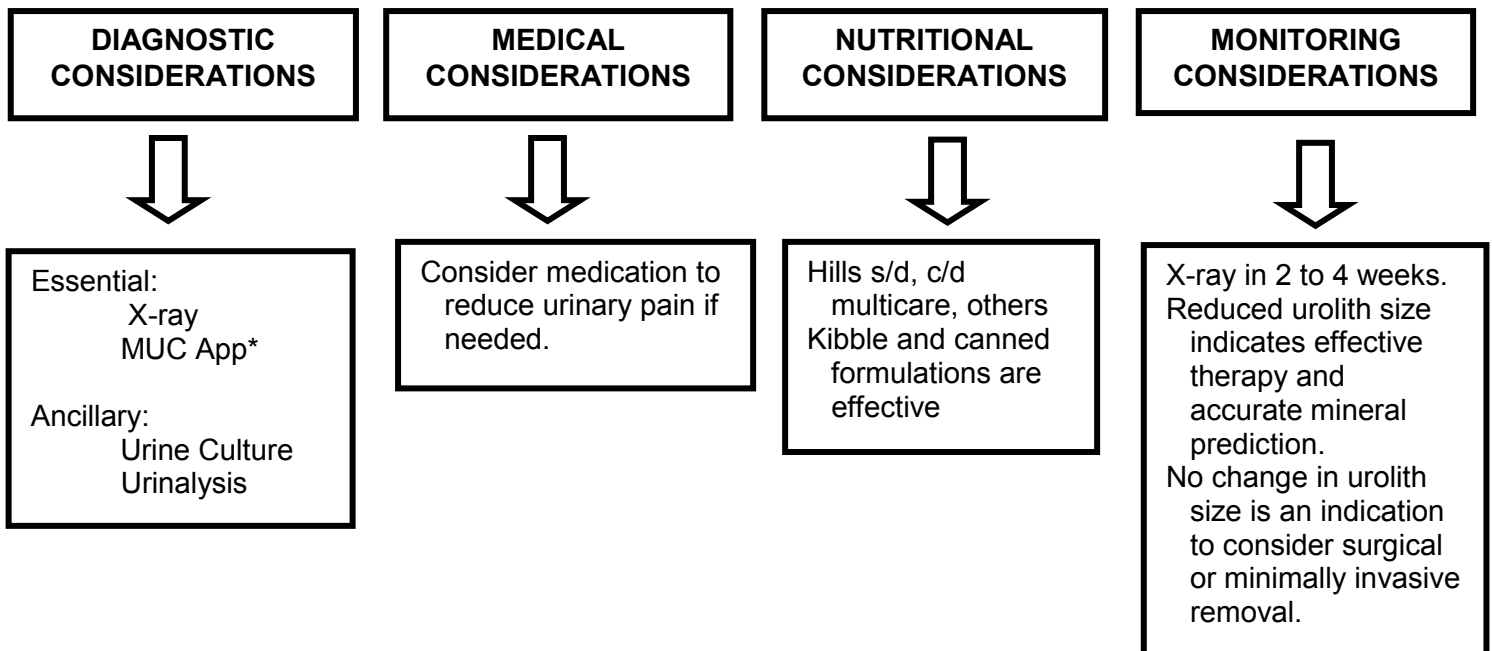 DIAGNOSTIC
CONSIDERATIONS
Essential:
X-ray
MUC App*
Ancillary:
Urine Culture
Urinalysis
MEDICAL
CONSIDERATIONS
Consider medication to
reduce urinary pain if
needed.
NUTRITIONAL
CONSIDERATIONS
Hills s/d, c/d
multicare, others
Kibble and canned
formulations are
effective
MONITORING
CONSIDERATIONS
X-ray in 2 to 4 weeks.
Reduced urolith size
indicates effective
therapy and
accurate mineral
prediction.
No change in urolith
size is an indication
to consider surgical
or minimally invasive
removal.